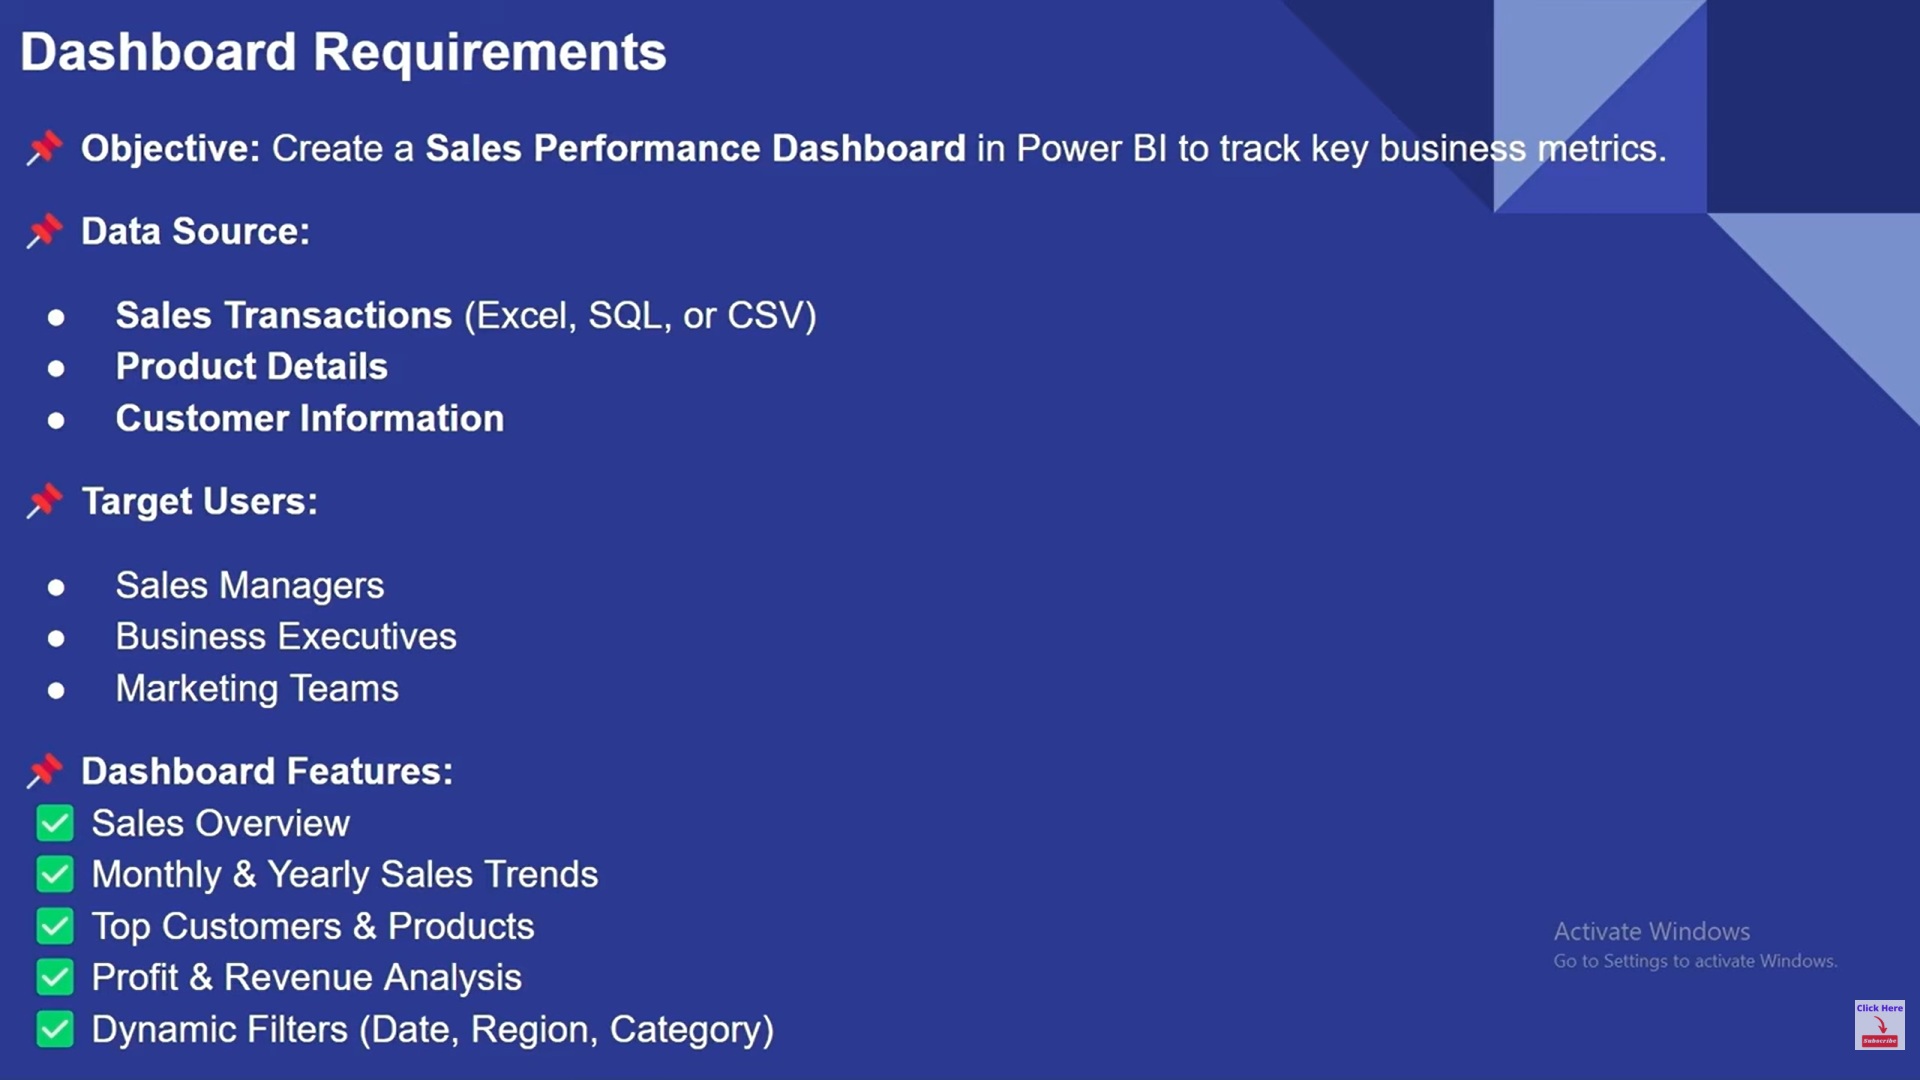 Dashboard Requirements
📌 Objective: Create a Sales Performance Dashboard in Power BI to track key business metrics.
📌 Data Source:
● Sales Transactions (Excel, SQL, or CSV)
● Product Details
● Customer Information
📌 Target Users:
● Sales Managers
● Business Executives
● Marketing Teams
📌 Dashboard Features:
✅ Sales Overview
✅ Monthly & Yearly Sales Trends
✅ Top Customers & Products
✅ Profit & Revenue Analysis
✅ Dynamic Filters (Date, Region, Category)
Activate Windows
Go to Settings to activate Windows.
Click Here
Subscribe